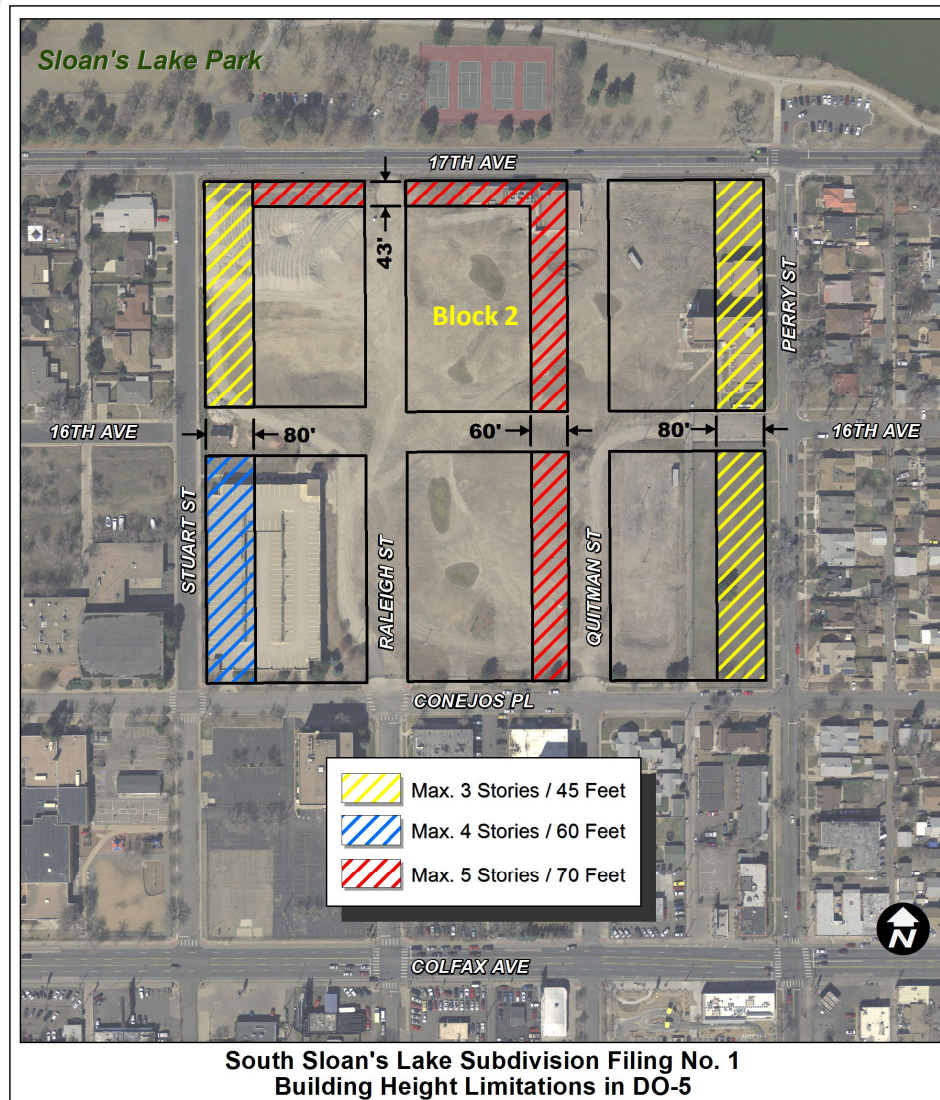 Sloan's Lake Park
17TH AVE
43'
Block 2
PERRY ST
80'
60'
80'
16TH AVE
16TH AVE
STUART ST
RALEIGH ST
QUITMAN ST
CONEJOS PL
Max. 3 Stories / 45 Feet
Max. 4 Stories / 60 Feet
Max. 5 Stories / 70 Feet
N
COLFAX AVE
South Sloan's Lake Subdivision Filing No. 1
Building Height Limitations in DO-5